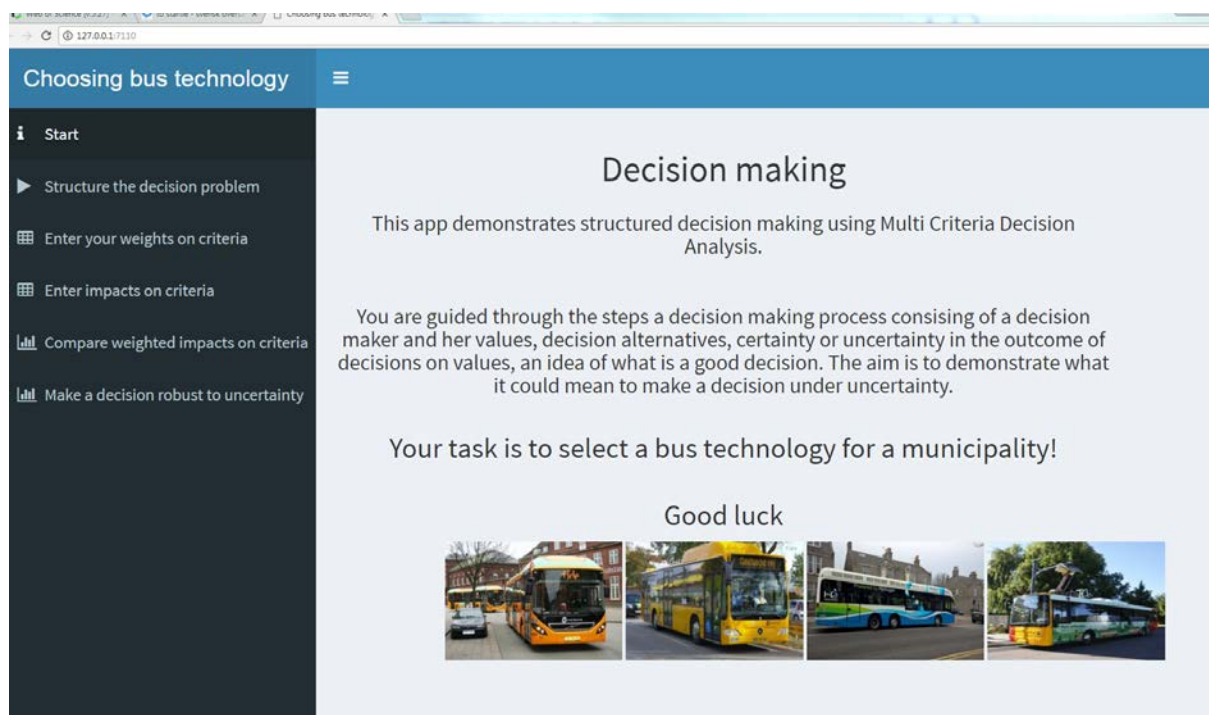 Web of Science [v.5.27]
127.0.0.1:7110
Choosing bus technology
Start
Structure the decision problem
Enter your weights on criteria
Enter impacts on criteria
Compare weighted impacts on criteria
Make a decision robust to uncertainty
Decision making
This app demonstrates structured decision making using Multi Criteria Decision
Analysis.
You are guided through the steps a decision making process consising of a decision
maker and her values, decision alternatives, certainty or uncertainty in the outcome of
decisions on values, an idea of what is a good decision. The aim is to demonstrate what
it could mean to make a decision under uncertainty.
Your task is to select a bus technology for a municipality!
Good luck